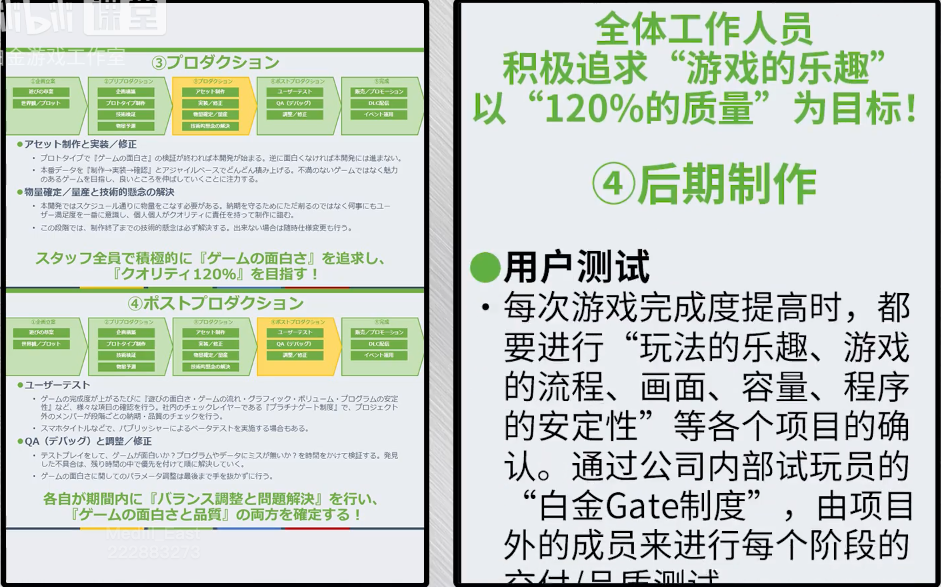 bilibili 课堂
白金游戏工作室
③プロダクション
①企画立案
遊びの草案
世界観／プロット
②プリプロダクション
企画構築
プロトタイプ制作
技術検証
物量予測
③プロダクション
アセット制作
実装／修正
物量確定／量産
技術的懸念の解決
④ポストプロダクション
ユーザーテスト
QA（デバッグ）
調整／修正
⑤完成
販売／プロモーション
DLC配信
イベント運用
●アセット制作と実装／修正
• プロトタイプで『ゲームの面白さ』の検証が終われば本開発が始まる。逆に面白くなければ本開発には進まない。
• 本番データを『制作→実装→確認』とアジャイルベースでどんどん積み上げる。不満のないゲームではなく魅力
のあるゲームを目指し、良いところを伸ばしていくことに注力する。
●物量確定／量産と技術的懸念の解決
• 本開発ではスケジュール通りに物量をこなす必要がある。納期を守るためにただ削るのではなく何事にもユー
ザー満足度を一番に意識し、個人個人がクオリティに責任を持って制作に臨む。
• この段階では、制作終了までの技術的懸念は必ず解決する。出来ない場合は随時仕様変更も行う。
スタッフ全員で積極的に『ゲームの面白さ』を追求し、
『クオリティ120%』を目指す！
④ポストプロダクション
①企画立案
遊びの草案
世界観／プロット
②プリプロダクション
企画構築
プロトタイプ制作
技術検証
物量予測
③プロダクション
アセット制作
実装／修正
物量確定／量産
技術的懸念の解決
④ポストプロダクション
ユーザーテスト
QA（デバッグ）
調整／修正
⑤完成
販売／プロモーション
DLC配信
イベント運用
●ユーザーテスト
• ゲームの完成度が上がるたびに『遊びの面白さ・ゲームの流れ・グラフィック・ボリューム・プログラムの安定
性』など、様々な項目の確認を行う。社内のチェックレイヤーである『プラチナゲート制度』で、プロジェクト
外のメンバーが段階ごとの納期・品質のチェックを行う。
• スマホタイトルなどで、パブリッシャーによるベータテストを実施する場合もある。
●QA（デバッグ）と調整／修正
• テストプレイをして、ゲームが面白いか？プログラムやデータにミスが無いか？を時間をかけて検証する。発見
した不具合は、残り時間の中で優先を付けて順に解決していく。
• ゲームの面白さに関してのパラメータ調整は最後まで手を抜かずに行う。
各自が期間内に『バランス調整と問題解決』を行い、
『ゲームの面白さと品質』の両方を確定する！
222883273
全体工作人员
积极追求“游戏的乐趣”
以“120%的质量”为目标！
④后期制作
●用户测试
• 每次游戏完成度提高时，都
要进行“玩法的乐趣、游戏
的流程、画面、容量、程序
的安定性”等各个项目的确
认。通过公司内部试玩员的
“白金Gate制度”，由项目
外的成员来进行每个阶段的
交付/品质测试